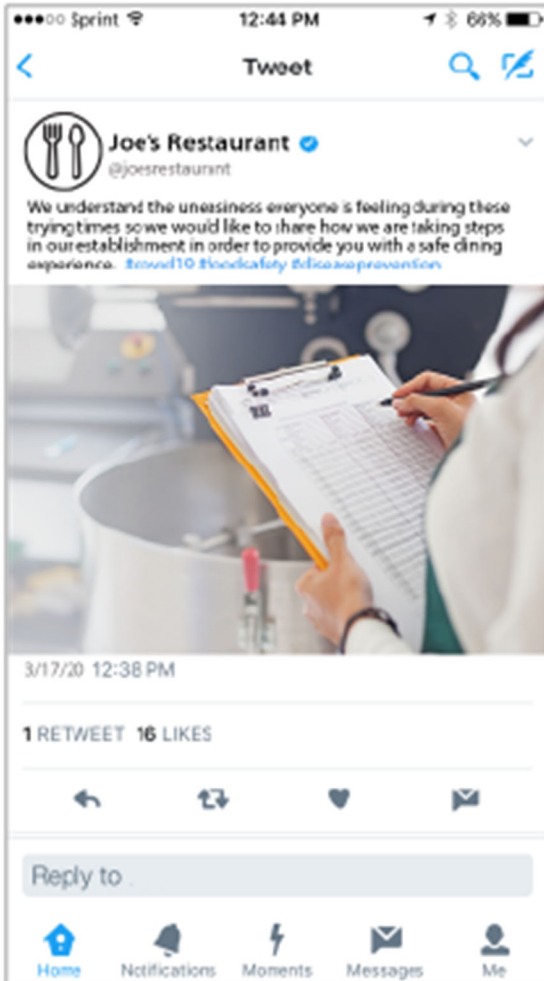 Sprint 12:44 PM 66%
Tweet
Joe's Restaurant
@joesrestaurint
We understand the uneasiness everyone is feeling during these
trying times so we would like to share how we are taking steps
in our establishment in order to provide you with a safe dining
experience. #covid19 #foodsafety #diseaseprevention
3/17/20 12:38 PM
1 RETWEET 16 LIKES
Reply to
Home Notifications Moments Messages Me